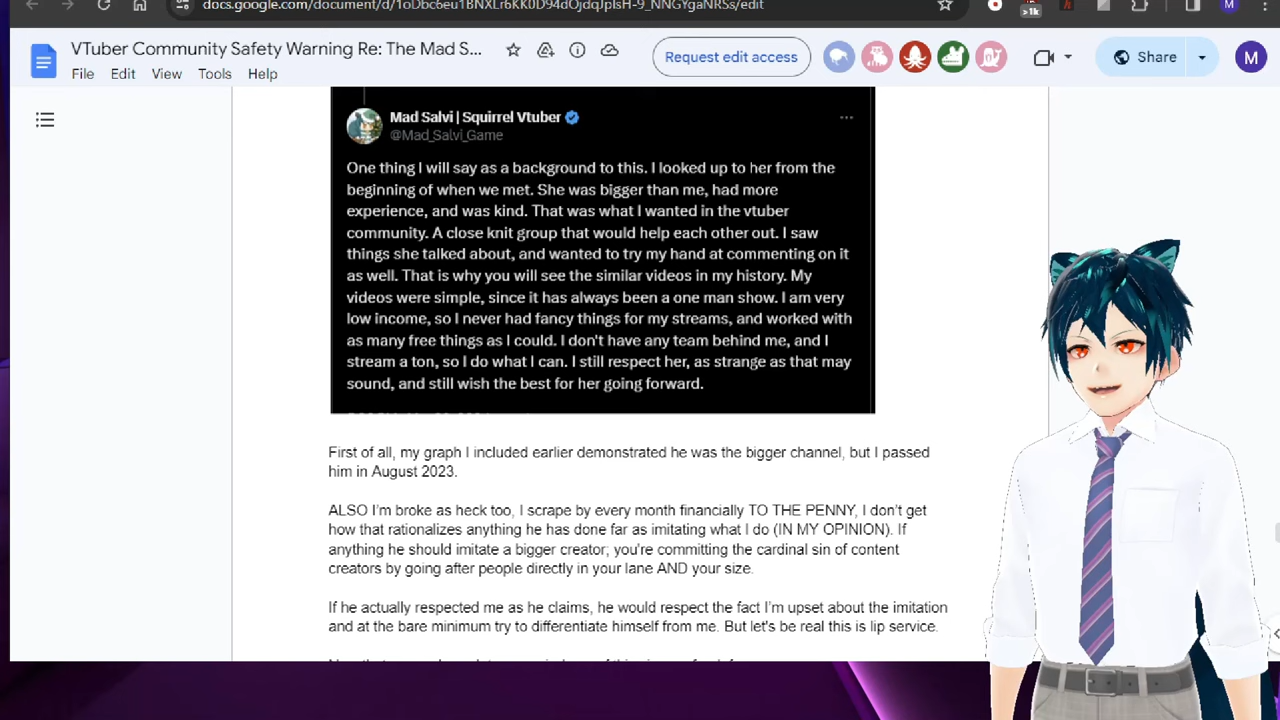 docs.google.com/document/d/1oDbc6eu1BNXLr6KK0D94dOjdqJpIsH-9_NNGYgaNRSs/edit
>1k
M
VTuber Community Safety Warning Re: The Mad S...
File Edit View Tools Help
Request edit access
Share
M
Mad Salvi | Squirrel Vtuber
@Mad_Salvi_Game
One thing I will say as a background to this. I looked up to her from the
beginning of when we met. She was bigger than me, had more
experience, and was kind. That was what I wanted in the vtuber
community. A close knit group that would help each other out. I saw
things she talked about, and wanted to try my hand at commenting on it
as well. That is why you will see the similar videos in my history. My
videos were simple, since it has always been a one man show. I am very
low income, so I never had fancy things for my streams, and worked with
as many free things as I could. I don't have any team behind me, and I
stream a ton, so I do what I can. I still respect her, as strange as that may
sound, and still wish the best for her going forward.
First of all, my graph I included earlier demonstrated he was the bigger channel, but I passed
him in August 2023.
ALSO I'm broke as heck too, I scrape by every month financially TO THE PENNY, I don't get
how that rationalizes anything he has done far as imitating what I do (IN MY OPINION). If
anything he should imitate a bigger creator; you're committing the cardinal sin of content
creators by going after people directly in your lane AND your size.
If he actually respected me as he claims, he would respect the fact I'm upset about the imitation
and at the bare minimum try to differentiate himself from me. But let's be real this is lip service.